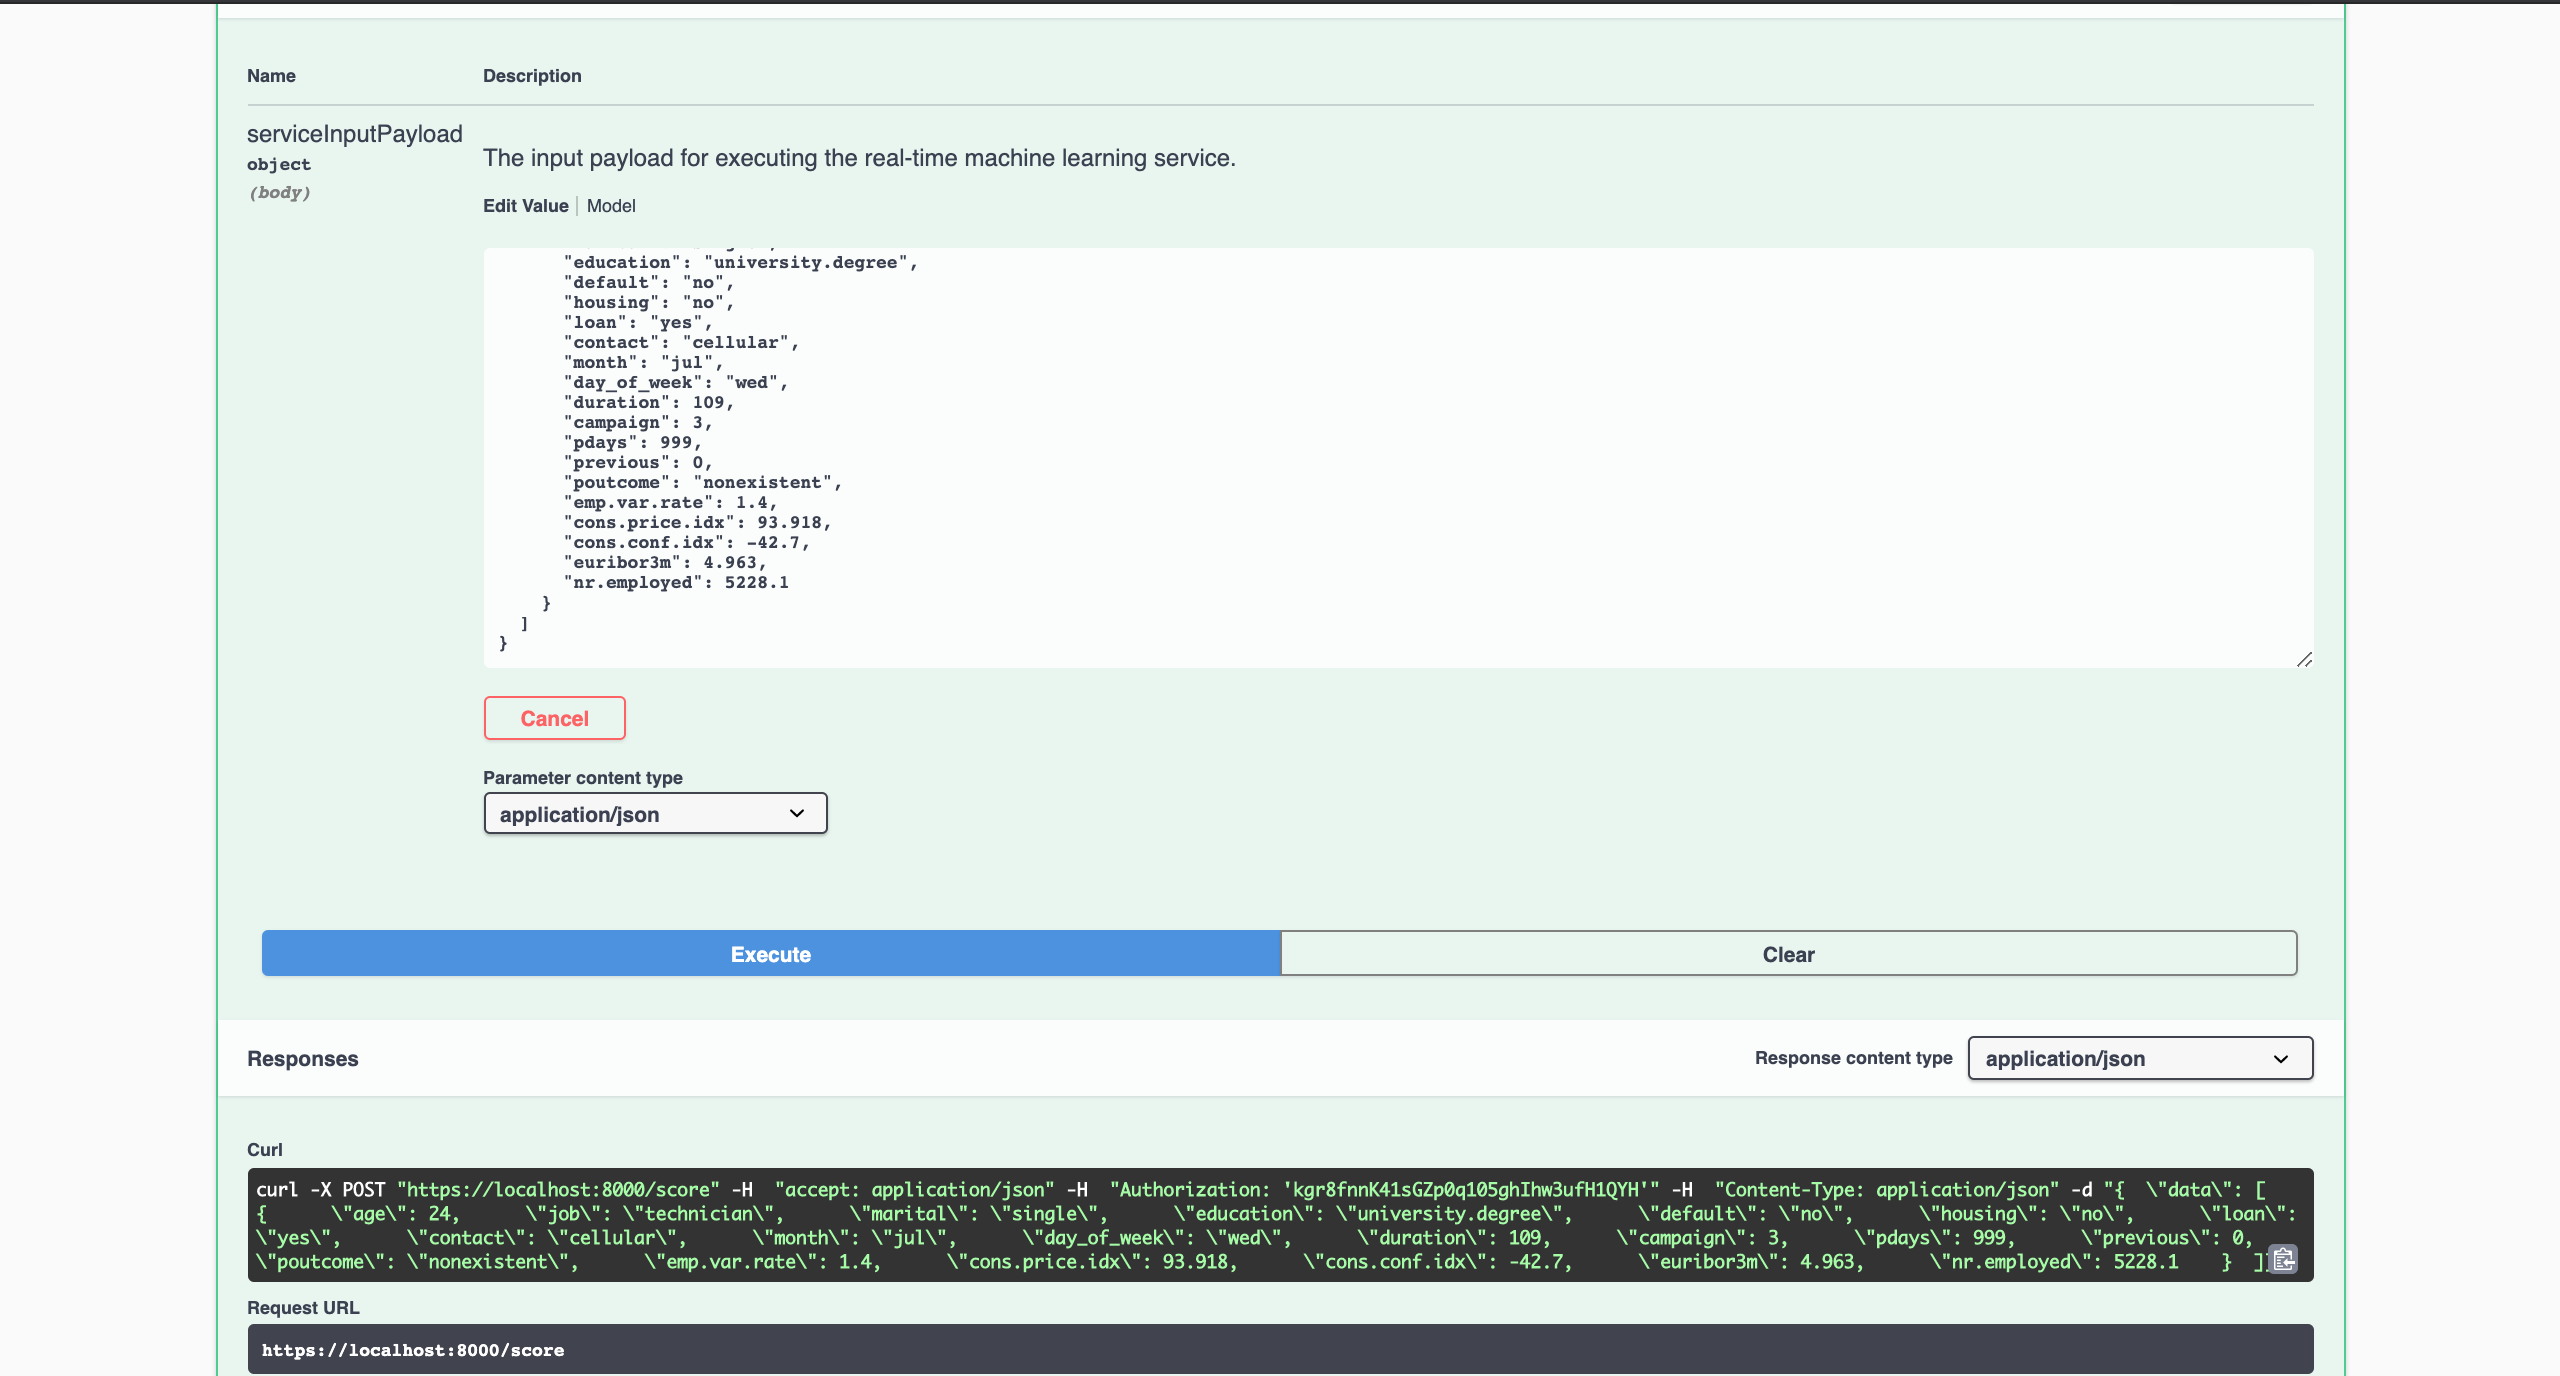 Name Description
serviceInputPayload
object
(body)
The input payload for executing the real-time machine learning service.
Edit Value Model
"education": "university.degree",
"default": "no",
"housing": "no",
"loan": "yes",
"contact": "cellular",
"month": "jul",
"day_of_week": "wed",
"duration": 109,
"campaign": 3,
"pdays": 999,
"previous": 0,
"poutcome": "nonexistent",
"emp.var.rate": 1.4,
"cons.price.idx": 93.918,
"cons.conf.idx": -42.7,
"euribor3m": 4.963,
"nr.employed": 5228.1
}
]
}
Cancel
Parameter content type
application/json
Execute Clear
Responses Response content type application/json
Curl
curl -X POST "https://localhost:8000/score" -H "accept: application/json" -H "Authorization: 'kgr8fnnK41sGZp0q105ghIhw3ufH1QYH'" -H "Content-Type: application/json" -d "{ \"data\": [
{ \"age\": 24, \"job\": \"technician\", \"marital\": \"single\", \"education\": \"university.degree\", \"default\": \"no\", \"housing\": \"no\", \"loan\":
\"yes\", \"contact\": \"cellular\", \"month\": \"jul\", \"day_of_week\": \"wed\", \"duration\": 109, \"campaign\": 3, \"pdays\": 999, \"previous\": 0,
\"poutcome\": \"nonexistent\", \"emp.var.rate\": 1.4, \"cons.price.idx\": 93.918, \"cons.conf.idx\": -42.7, \"euribor3m\": 4.963, \"nr.employed\": 5228.1 } ]
Request URL
https://localhost:8000/score